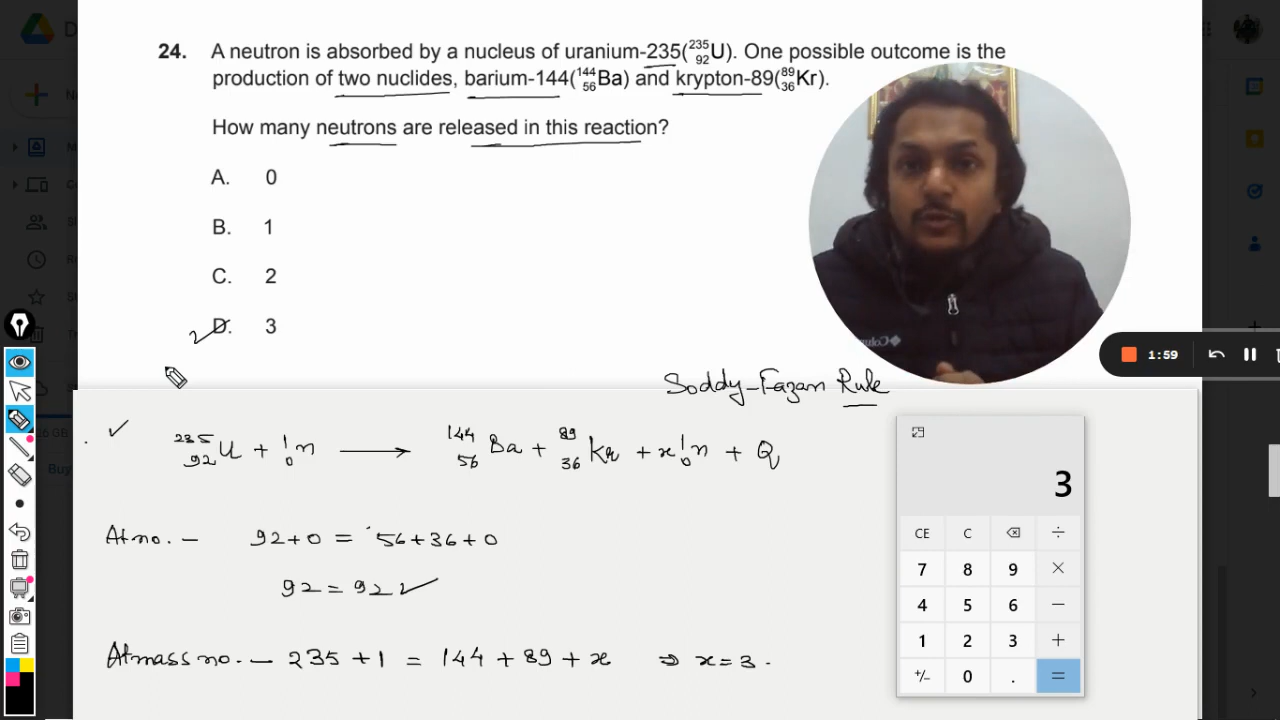 24. A neutron is absorbed by a nucleus of uranium-235(²³⁵₉₂U). One possible outcome is the
production of two nuclides, barium-144(¹⁴⁴₅₆Ba) and krypton-89(⁸⁹₃₆Kr).
How many neutrons are released in this reaction?
A. 0
B. 1
C. 2
D. 3
1:59
Soddy-Fazan Rule
²³⁵₉₂U + ¹₀n ⟶ ¹⁴⁴₅₆Ba + ⁸⁹₃₆Kr + x¹₀n + Q
At no. - 92+0 = 56+36+0
92 = 92 ✓
At mass no. - 235 + 1 = 144 + 89 + x ⇒ x = 3.
3
CE C ⌫ ÷
7 8 9 ×
4 5 6 −
1 2 3 +
+/− 0 . =